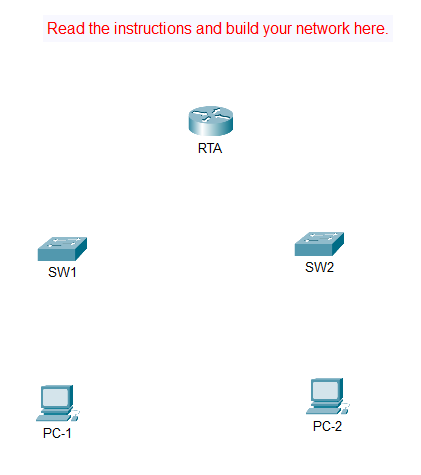 Read the instructions and build your network here.
RTA
SW1
SW2
PC-1
PC-2